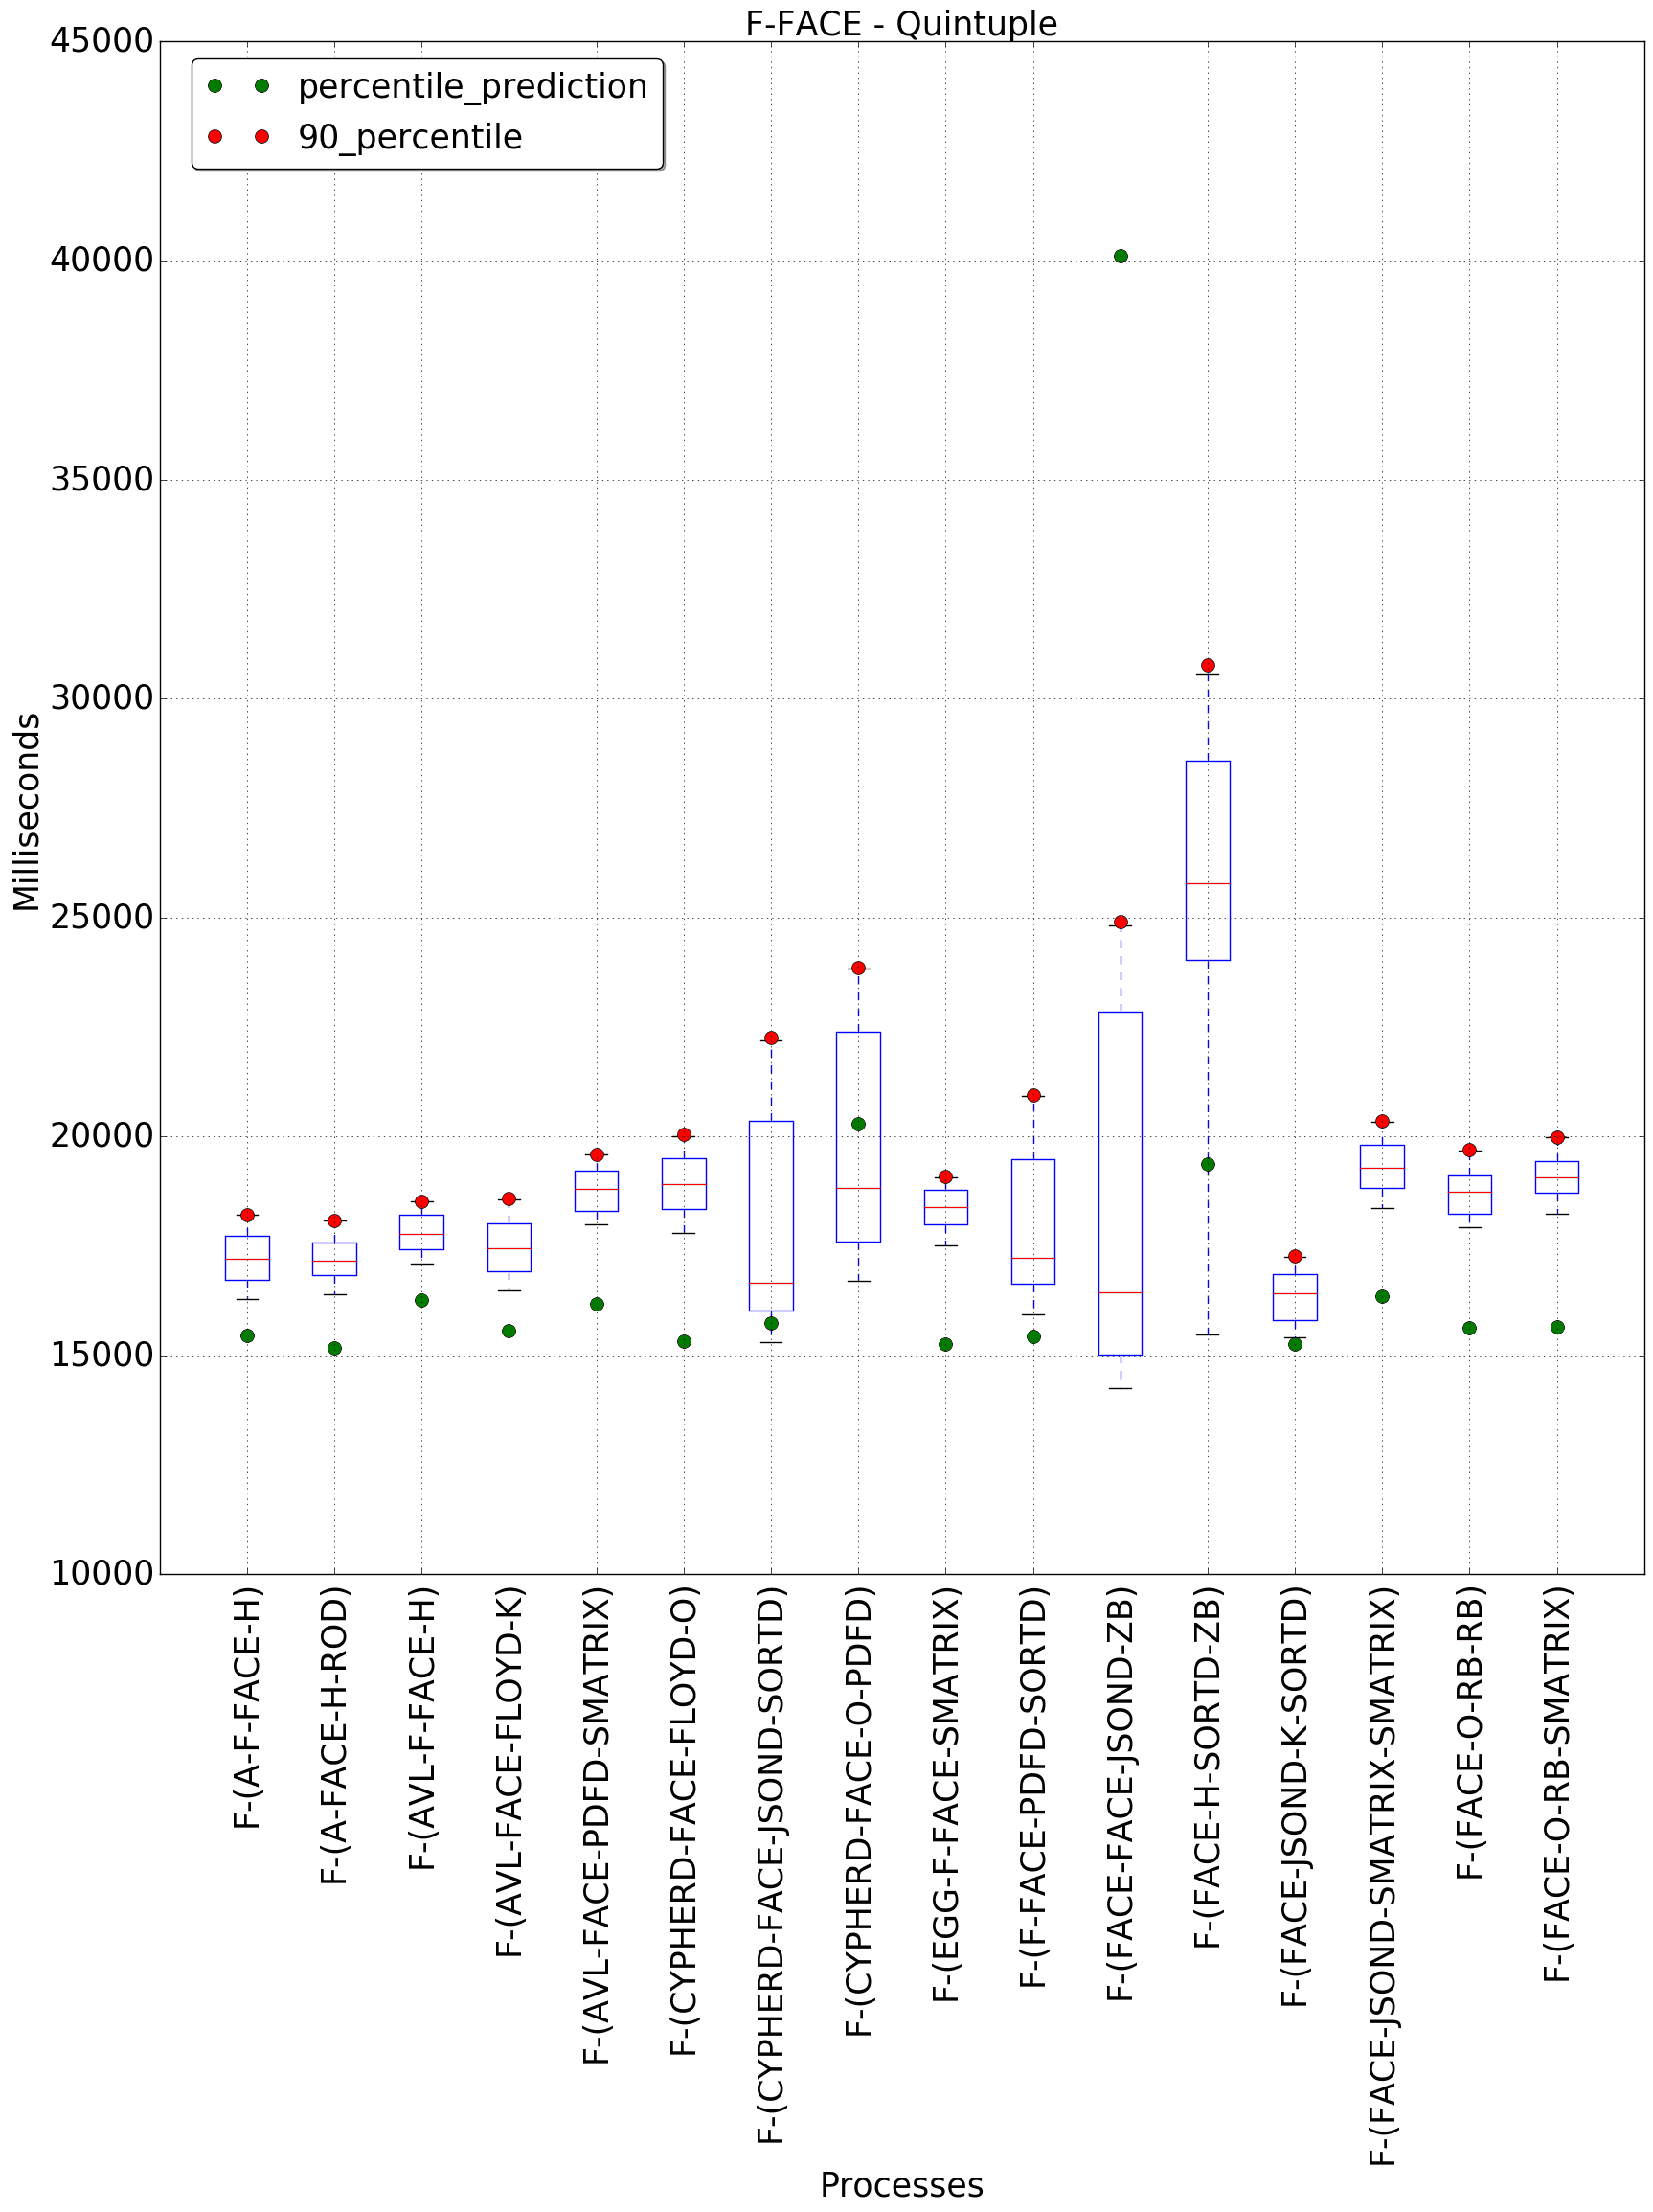 F-FACE - Quintuple
percentile_prediction
90_percentile
Milliseconds
45000
40000
35000
30000
25000
20000
15000
10000
F-(A-F-FACE-H)
F-(A-FACE-H-ROD)
F-(AVL-F-FACE-H)
F-(AVL-FACE-FLOYD-K)
F-(AVL-FACE-PDFD-SMATRIX)
F-(CYPHERD-FACE-FLOYD-O)
F-(CYPHERD-FACE-JSOND-SORTD)
F-(CYPHERD-FACE-O-PDFD)
F-(EGG-F-FACE-SMATRIX)
F-(F-FACE-PDFD-SORTD)
F-(FACE-FACE-JSOND-ZB)
F-(FACE-H-SORTD-ZB)
F-(FACE-JSOND-K-SORTD)
F-(FACE-JSOND-SMATRIX-SMATRIX)
F-(FACE-O-RB-RB)
F-(FACE-O-RB-SMATRIX)
Processes